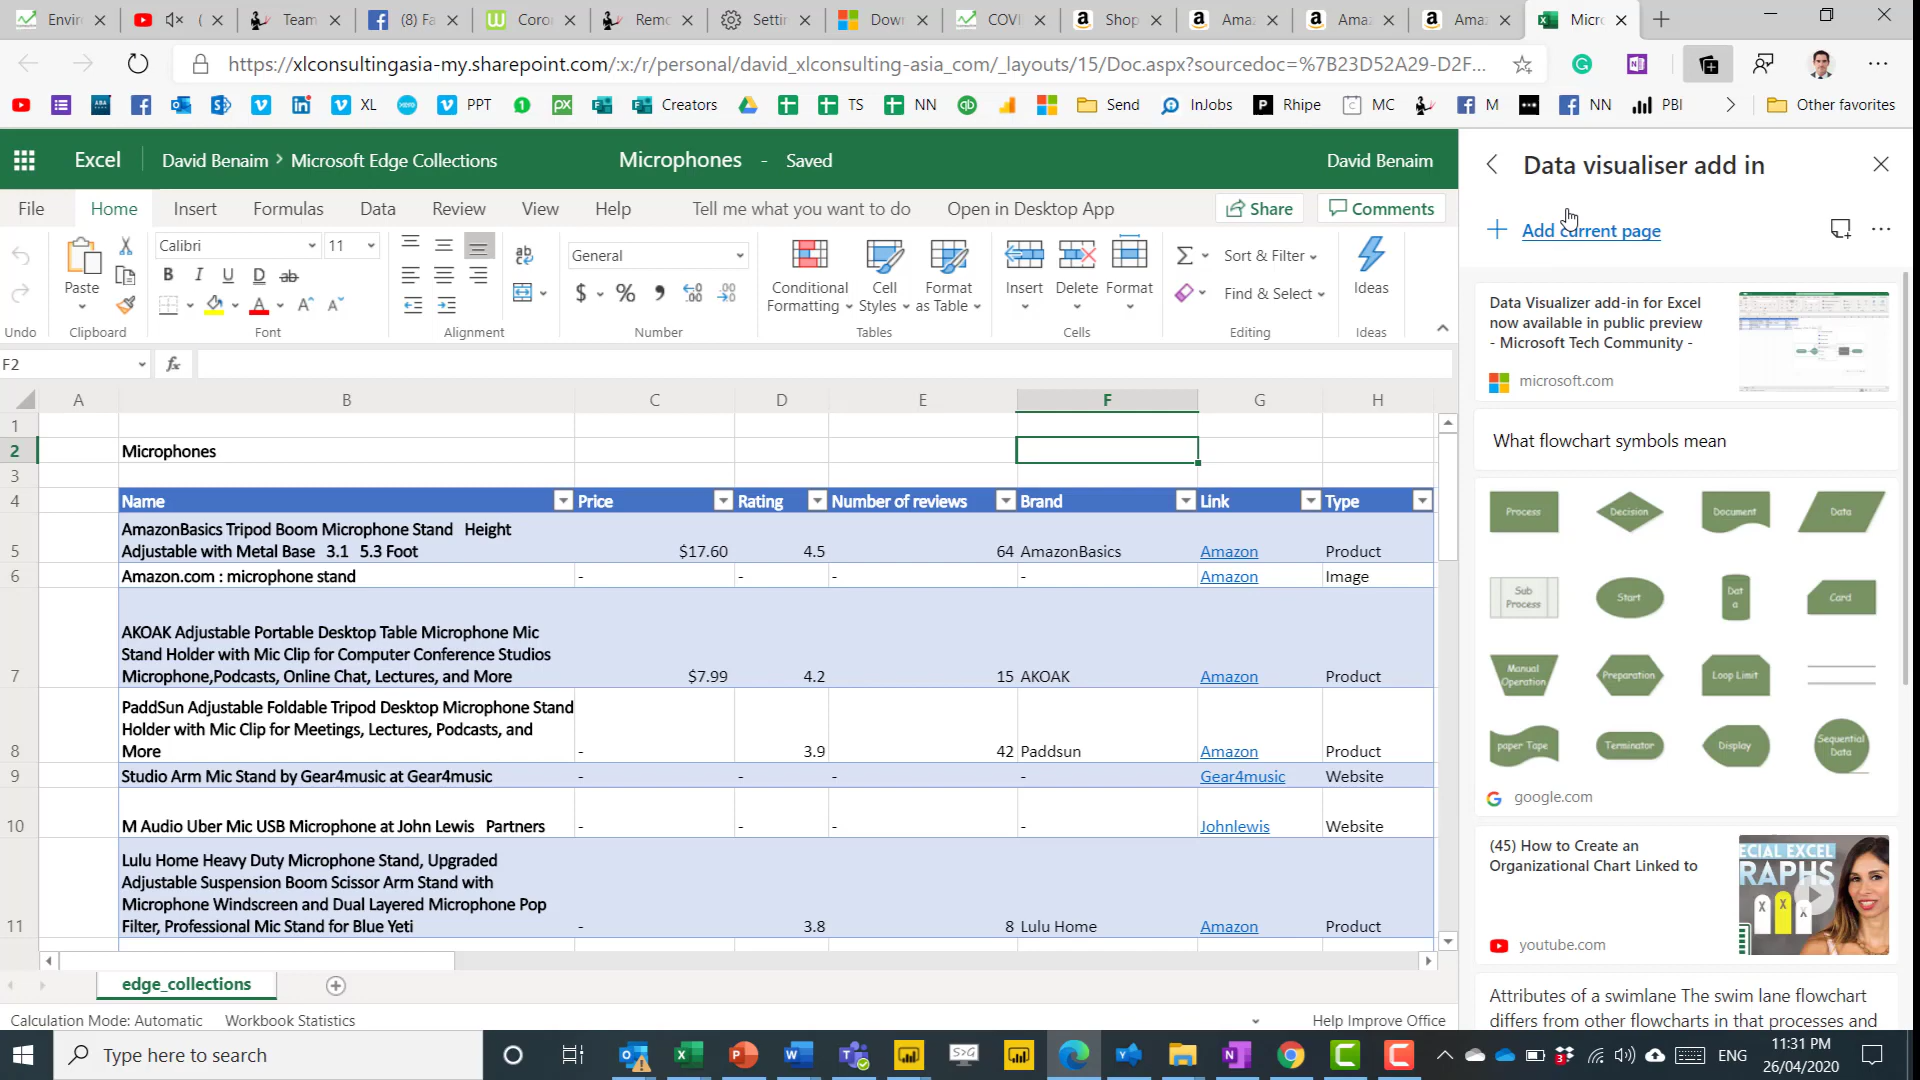 Envir
(
Team
(8) Fa
Coro
Remo
Settir
Dow
COVI
Shop
Ama
Ama
Ama
Micr
https://xlconsultingasia-my.sharepoint.com/:x:/r/personal/david_xlconsulting-asia_com/_layouts/15/Doc.aspx?sourcedoc=%7B23D52A29-D2F...
XL
PPT
Creators
TS
NN
Send
InJobs
Rhipe
MC
M
NN
PBI
Other favorites
Excel
David Benaim > Microsoft Edge Collections
Microphones - Saved
David Benaim
File
Home
Insert
Formulas
Data
Review
View
Help
Tell me what you want to do
Open in Desktop App
Share
Comments
Paste
Calibri
11
B I U D ab
A
A A
ab
General
$ % 9
Conditional Formatting
Cell Styles
Format as Table
Insert
Delete
Format
Sort & Filter
Find & Select
Ideas
Undo
Clipboard
Font
Alignment
Number
Tables
Cells
Editing
Ideas
F2
fx
A B C D E F G H
1
2 Microphones
3
4 Name Price Rating Number of reviews Brand Link Type
AmazonBasics Tripod Boom Microphone Stand Height
5 Adjustable with Metal Base 3.1 5.3 Foot $17.60 4.5 64 AmazonBasics Amazon Product
6 Amazon.com : microphone stand - - - - Amazon Image
AKOAK Adjustable Portable Desktop Table Microphone Mic
Stand Holder with Mic Clip for Computer Conference Studios
7 Microphone,Podcasts, Online Chat, Lectures, and More $7.99 4.2 15 AKOAK Amazon Product
PaddSun Adjustable Foldable Tripod Desktop Microphone Stand
Holder with Mic Clip for Meetings, Lectures, Podcasts, and
8 More - 3.9 42 Paddsun Amazon Product
9 Studio Arm Mic Stand by Gear4music at Gear4music - - - - Gear4music Website
10 M Audio Uber Mic USB Microphone at John Lewis Partners - - - - Johnlewis Website
Lulu Home Heavy Duty Microphone Stand, Upgraded
Adjustable Suspension Boom Scissor Arm Stand with
Microphone Windscreen and Dual Layered Microphone Pop
11 Filter, Professional Mic Stand for Blue Yeti - 3.8 8 Lulu Home Amazon Product
edge_collections
Calculation Mode: Automatic
Workbook Statistics
Help Improve Office
Data visualiser add in
Add current page
Data Visualizer add-in for Excel
now available in public preview
- Microsoft Tech Community -
microsoft.com
What flowchart symbols mean
Process
Decision
Document
Data
Sub Process
Start
Dat a
Card
Manual Operation
Preparation
Loop Limit
paper Tape
Terminator
Display
Sequential Data
google.com
(45) How to Create an
Organizational Chart Linked to
ECIAL EXCEL
RAPHS
X X X
youtube.com
Attributes of a swimlane The swim lane flowchart
differs from other flowcharts in that processes and
Type here to search
ENG
11:31 PM
26/04/2020